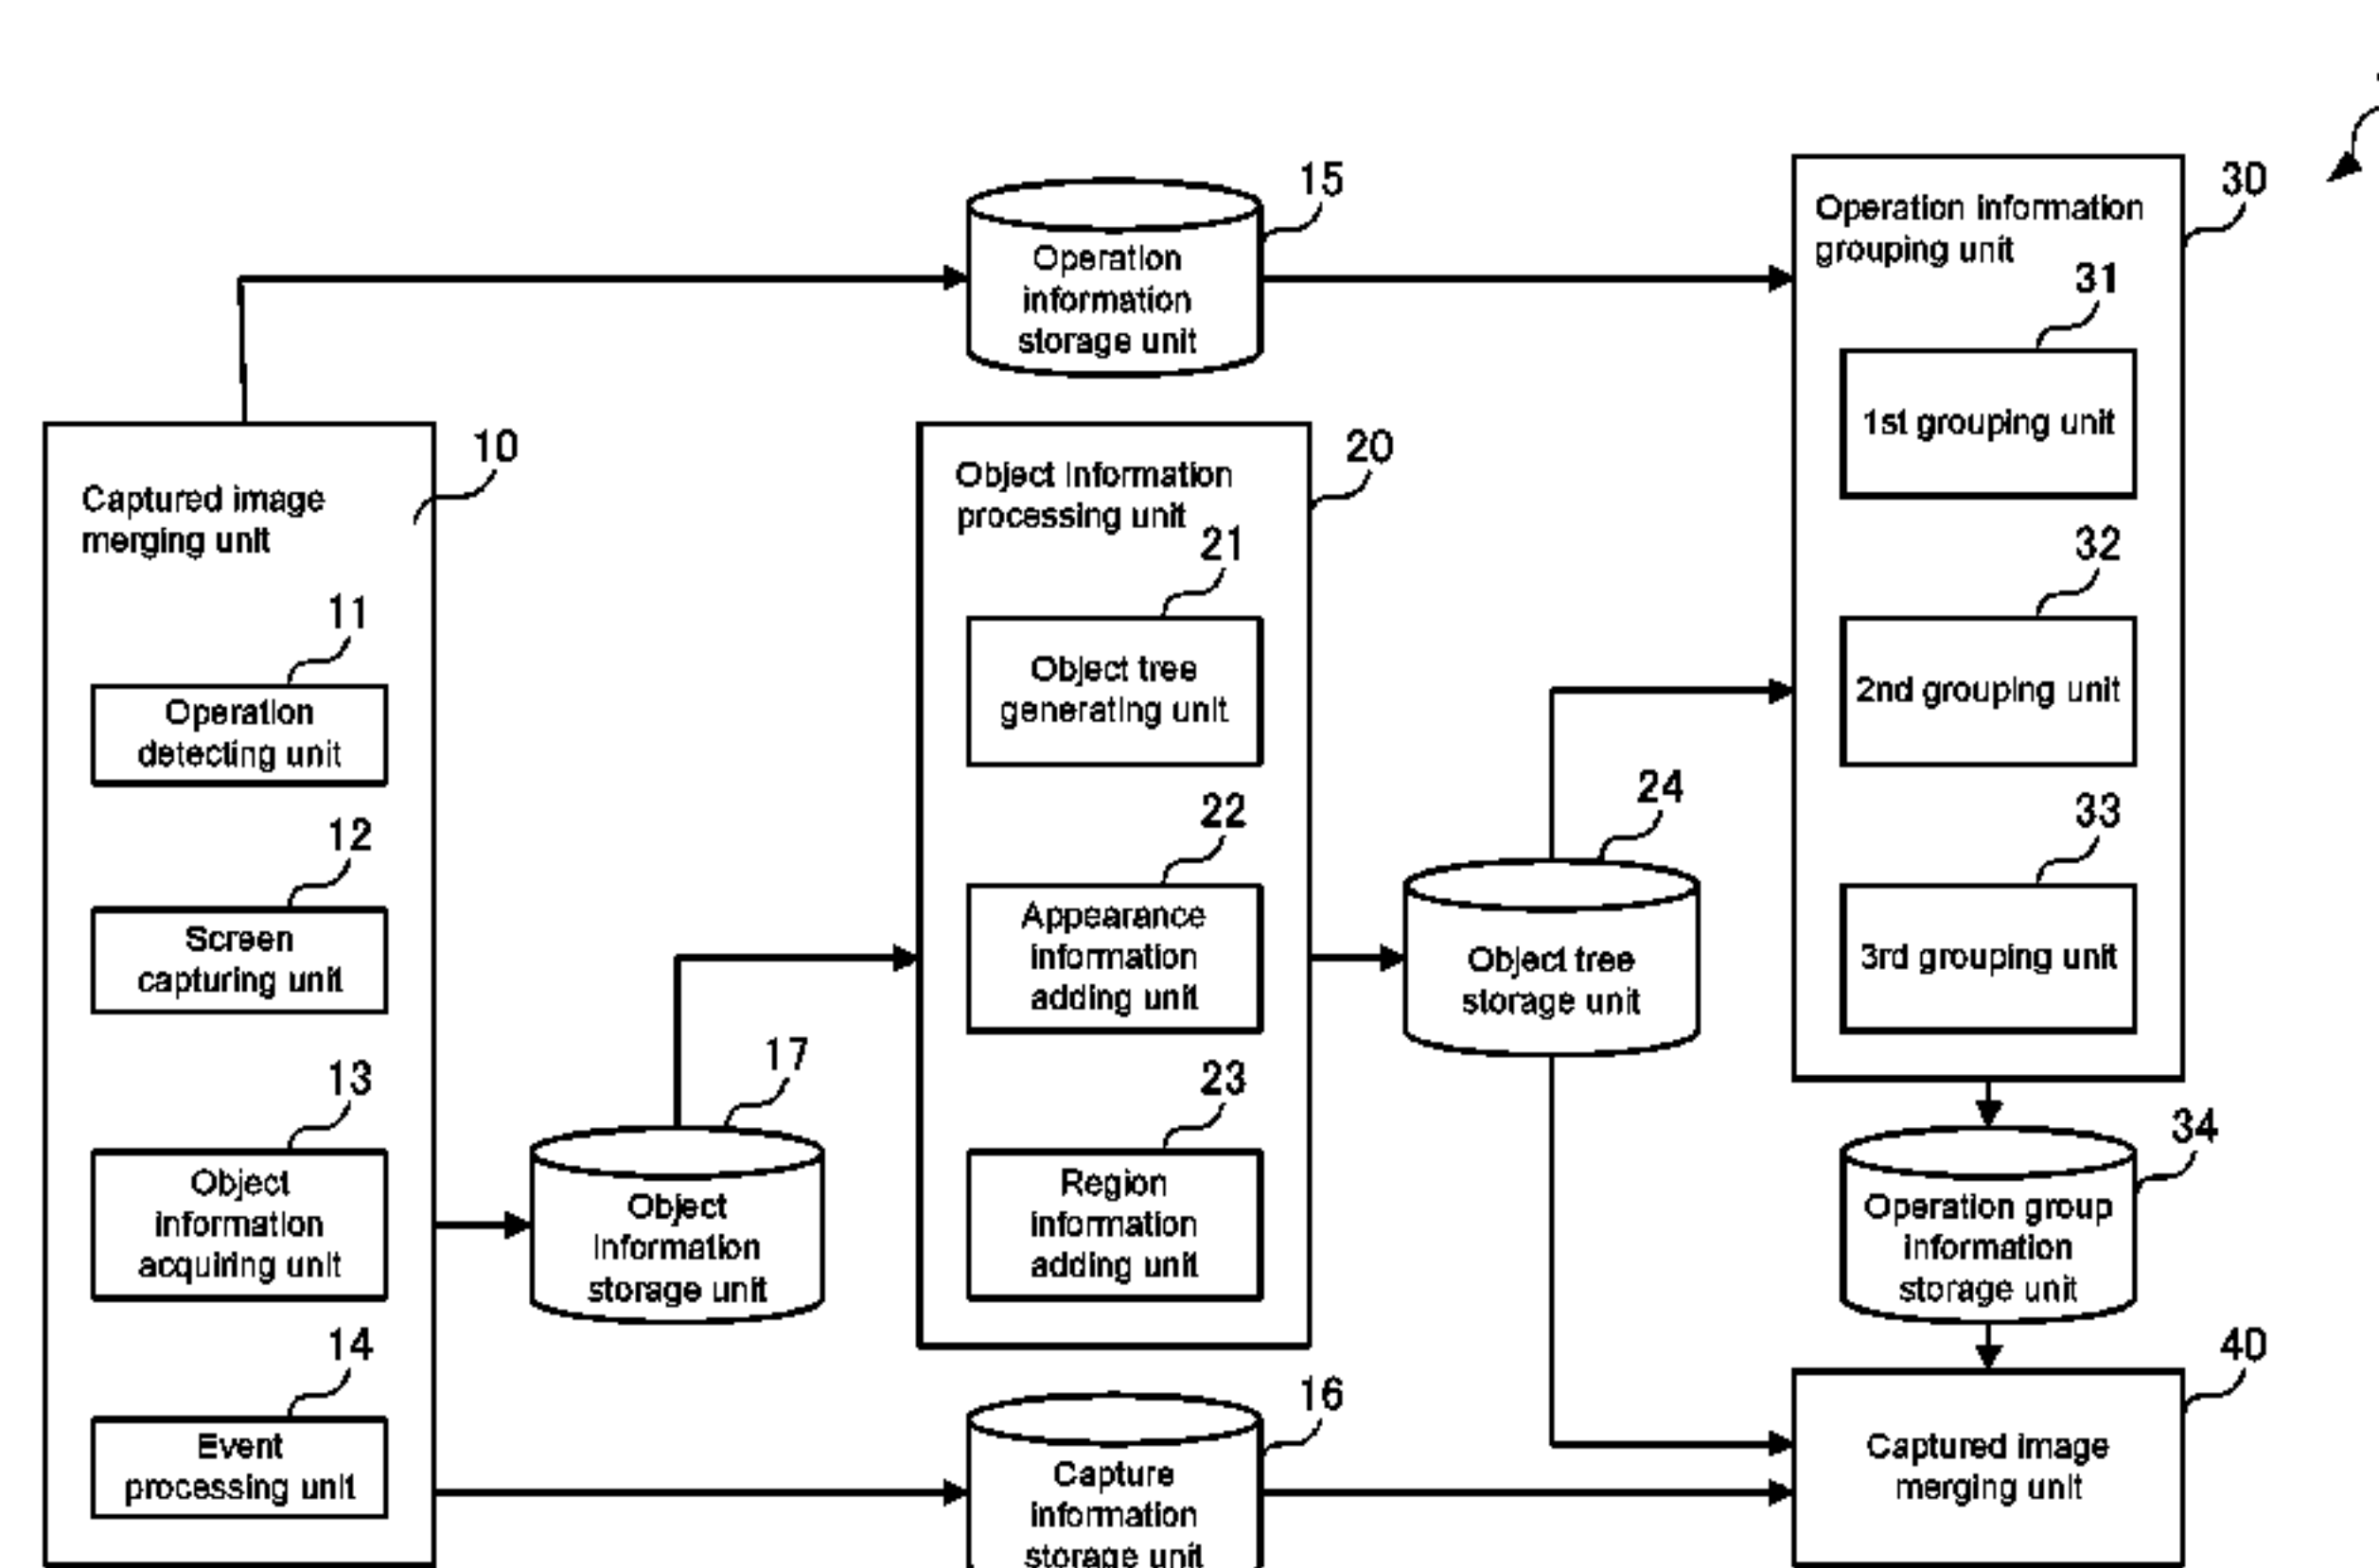 15
Operation
information
storage unit
30
Operation information
grouping unit
31
1st grouping unit
32
2nd grouping unit
33
3rd grouping unit
10
Captured image
merging unit
11
Operation
detecting unit
12
Screen
capturing unit
13
Object
information
acquiring unit
14
Event
processing unit
17
Object
information
storage unit
20
Object information
processing unit
21
Object tree
generating unit
22
Appearance
information
adding unit
23
Region
information
adding unit
24
Object tree
storage unit
34
Operation group
information
storage unit
16
Capture
information
storage unit
40
Captured image
merging unit